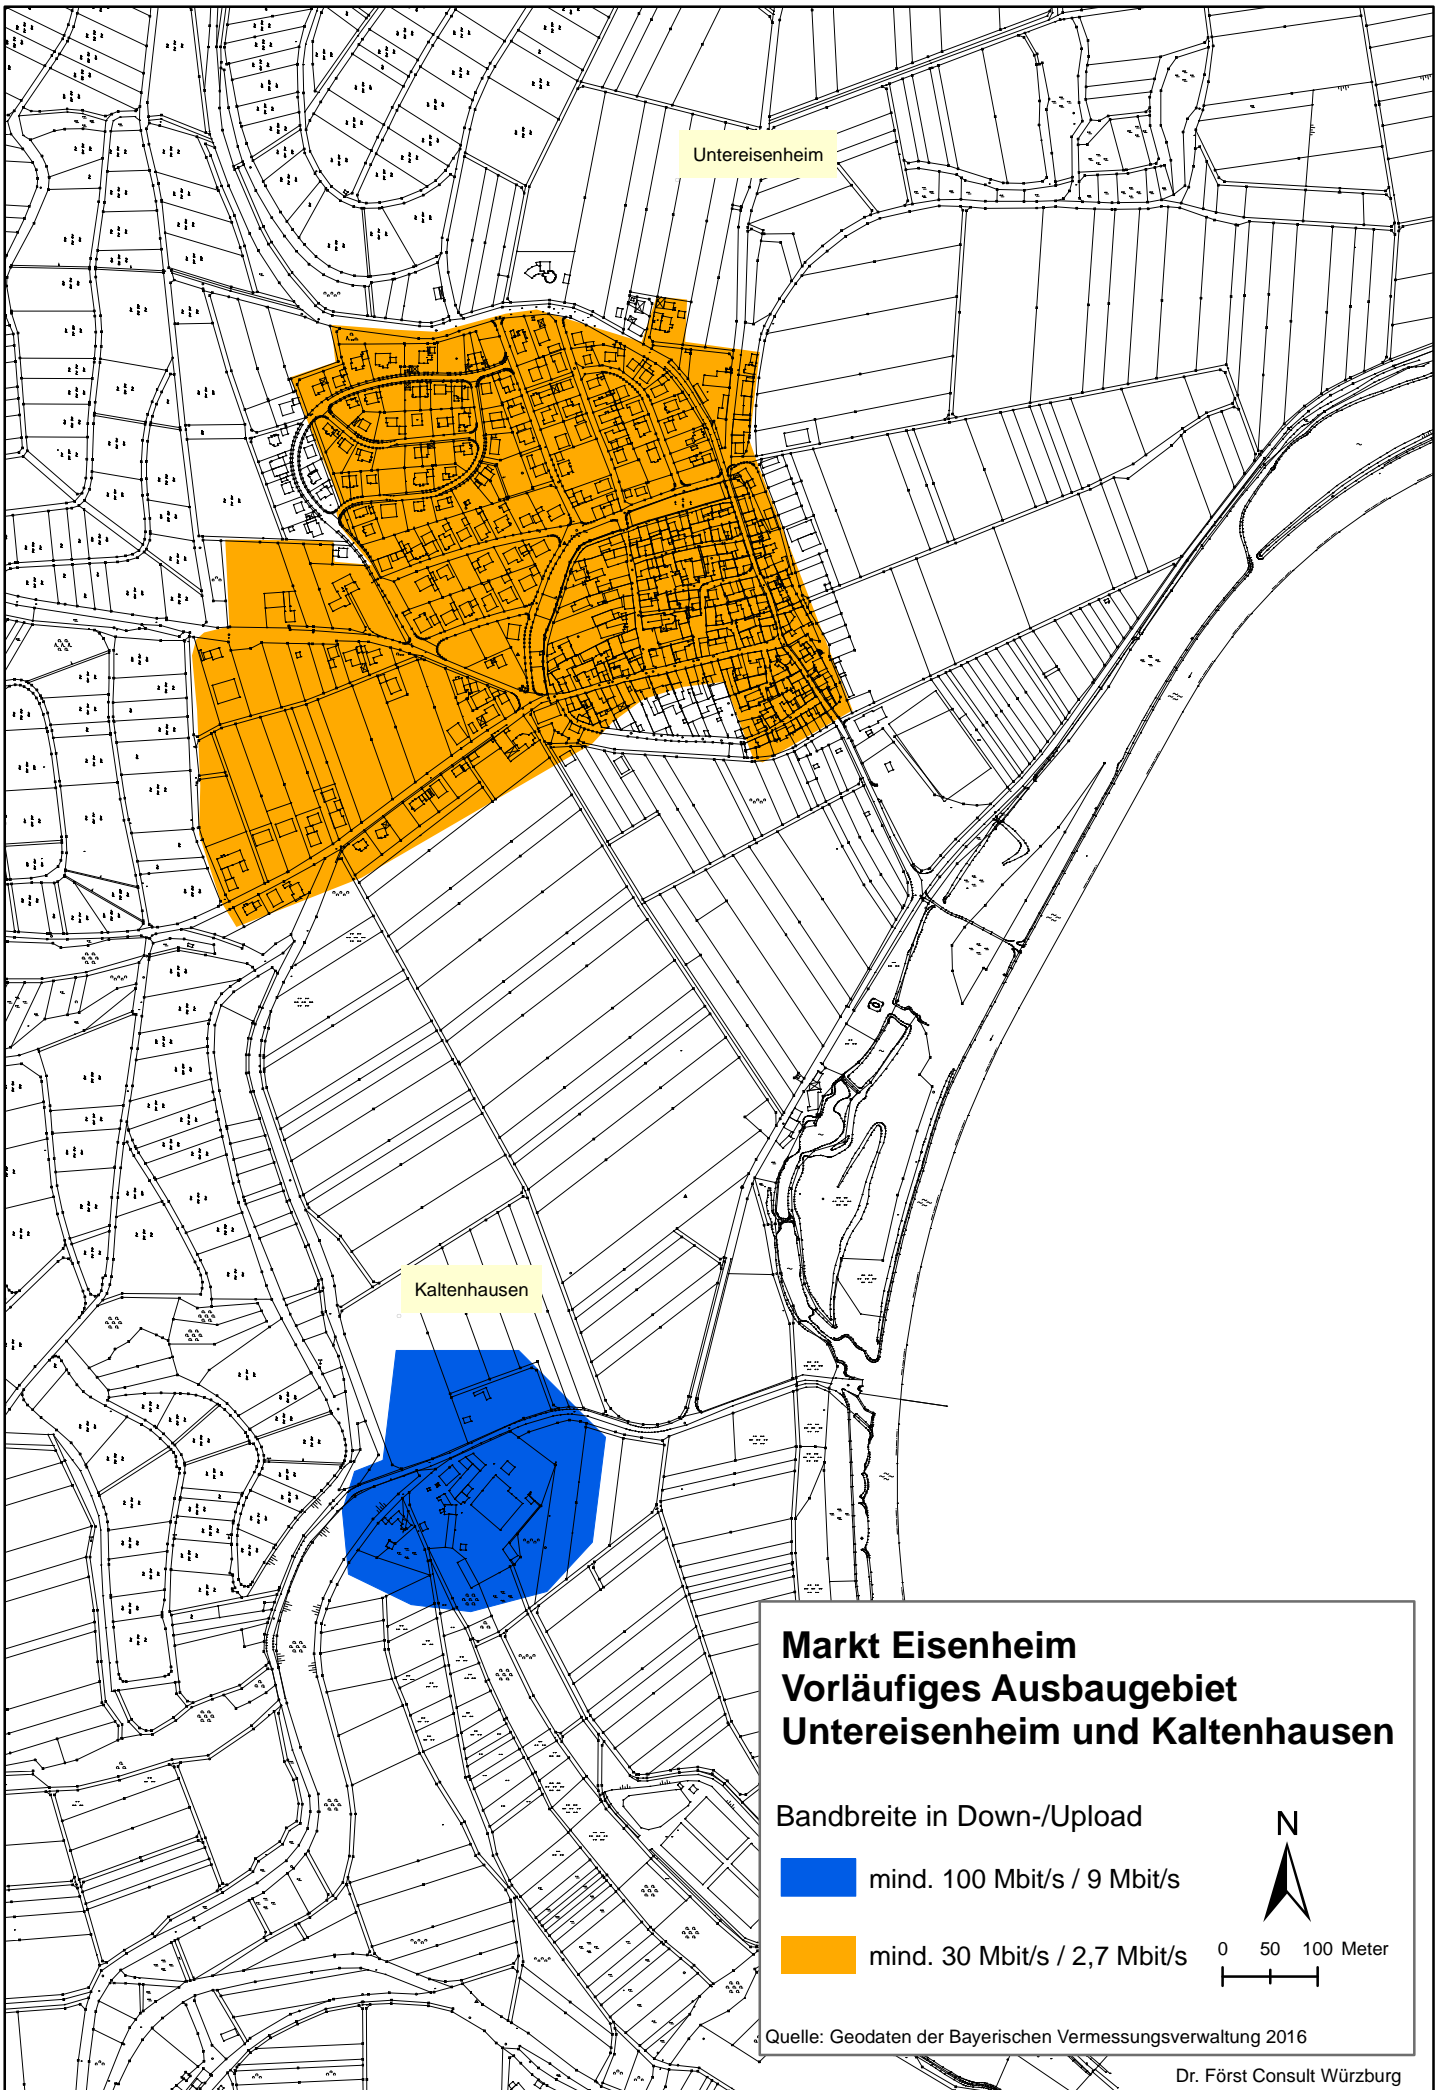 Untereisenheim
Kaltenhausen
Markt Eisenheim
Vorläufiges Ausbaugebiet
Untereisenheim und Kaltenhausen
Bandbreite in Down-/Upload
mind. 100 Mbit/s / 9 Mbit/s
mind. 30 Mbit/s / 2,7 Mbit/s
N
0 50 100 Meter
Quelle: Geodaten der Bayerischen Vermessungsverwaltung 2016
Dr. Först Consult Würzburg